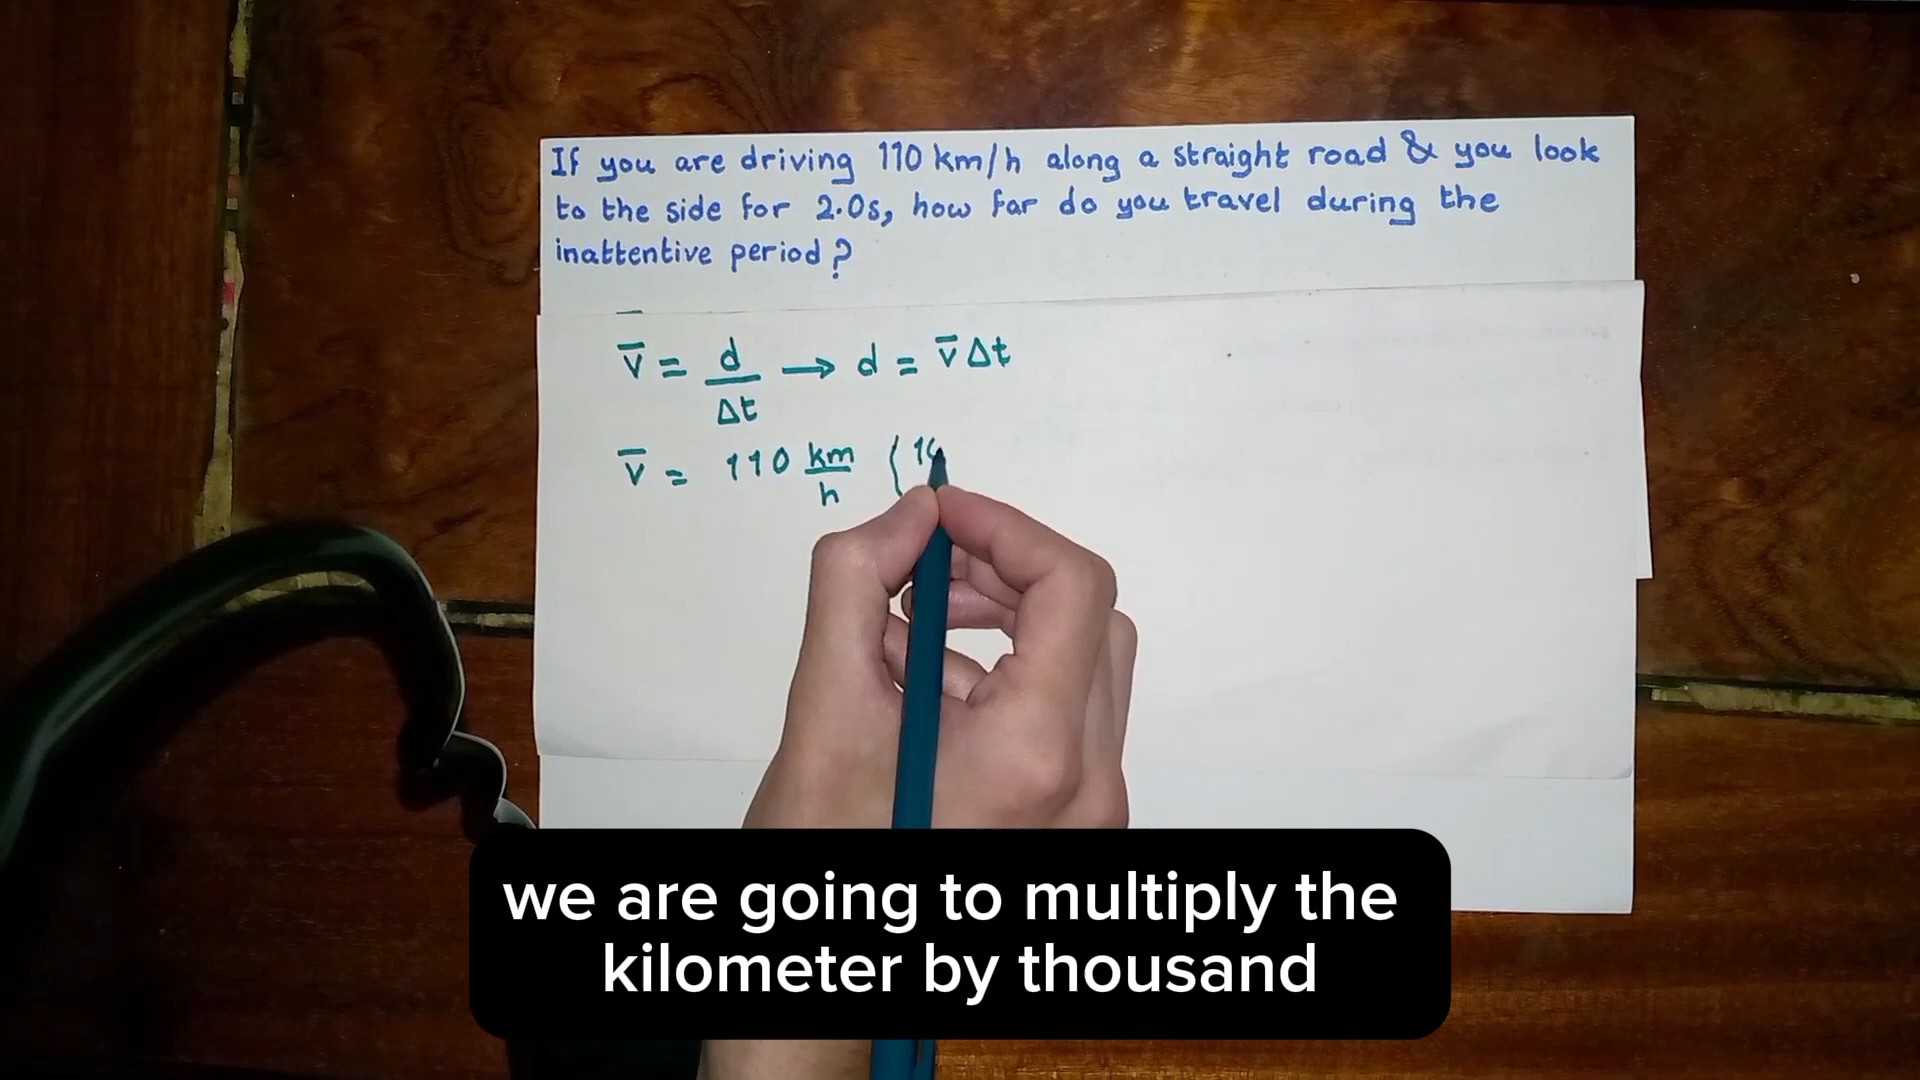 If you are driving 110 km/h along a straight road & you look
to the side for 2.0s, how far do you travel during the
inattentive period?
v̅ = d/Δt → d = v̅Δt
v̅ = 110 km/h (10
we are going to multiply the
kilometer by thousand